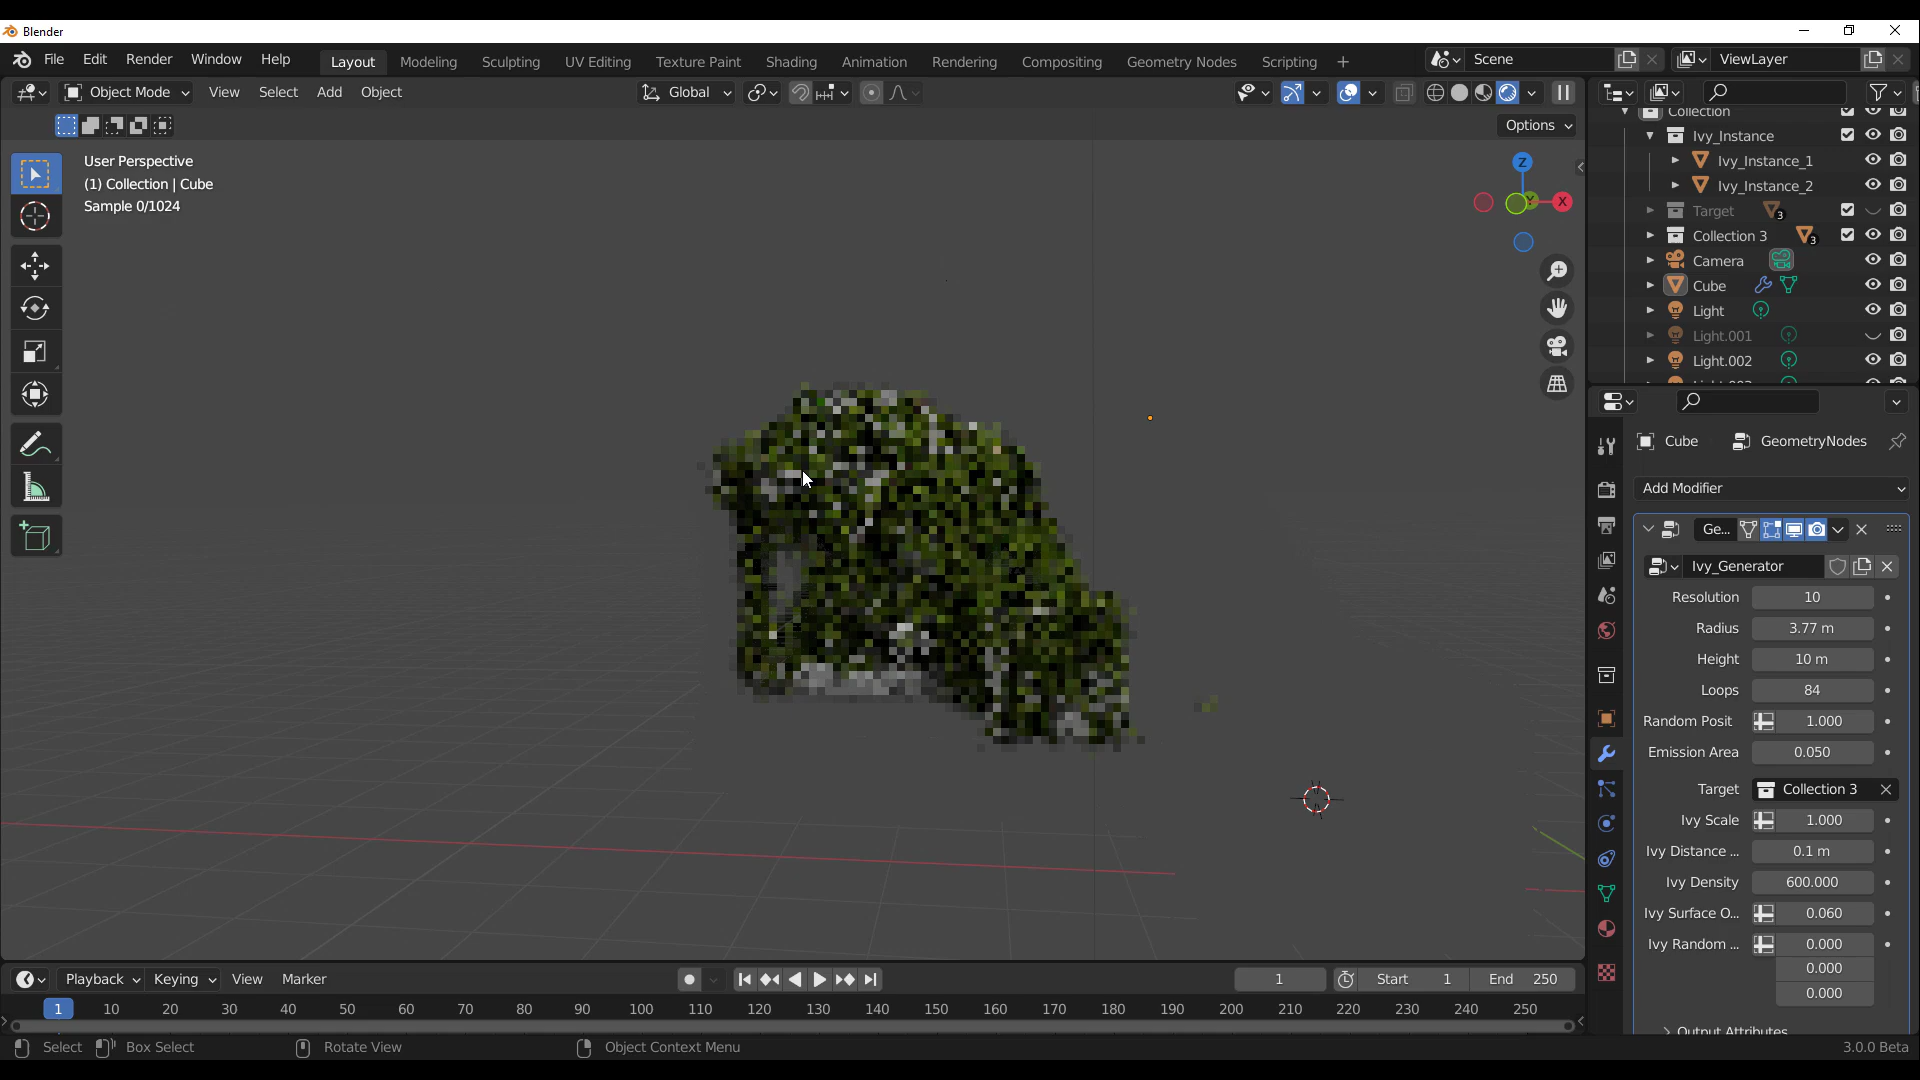 Blender
File Edit Render Window Help Layout Modeling Sculpting UV Editing Texture Paint Shading Animation Rendering Compositing Geometry Nodes Scripting + Scene ViewLayer
Object Mode View Select Add Object Global
Options
User Perspective
(1) Collection | Cube
Sample 0/1024
Z
X
Collection
Ivy_Instance
Ivy_Instance_1
Ivy_Instance_2
Target 3
Collection 3 3
Camera
Cube
Light
Light.001
Light.002
Cube GeometryNodes
Add Modifier
Ge...
Ivy_Generator
Resolution 10
Radius 3.77 m
Height 10 m
Loops 84
Random Posit 1.000
Emission Area 0.050
Target Collection 3
Ivy Scale 1.000
Ivy Distance ... 0.1 m
Ivy Density 600.000
Ivy Surface O... 0.060
Ivy Random ... 0.000
0.000
0.000
Output Attributes
Playback Keying View Marker 1 Start 1 End 250
1 10 20 30 40 50 60 70 80 90 100 110 120 130 140 150 160 170 180 190 200 210 220 230 240 250
Select Box Select Rotate View Object Context Menu 3.0.0 Beta